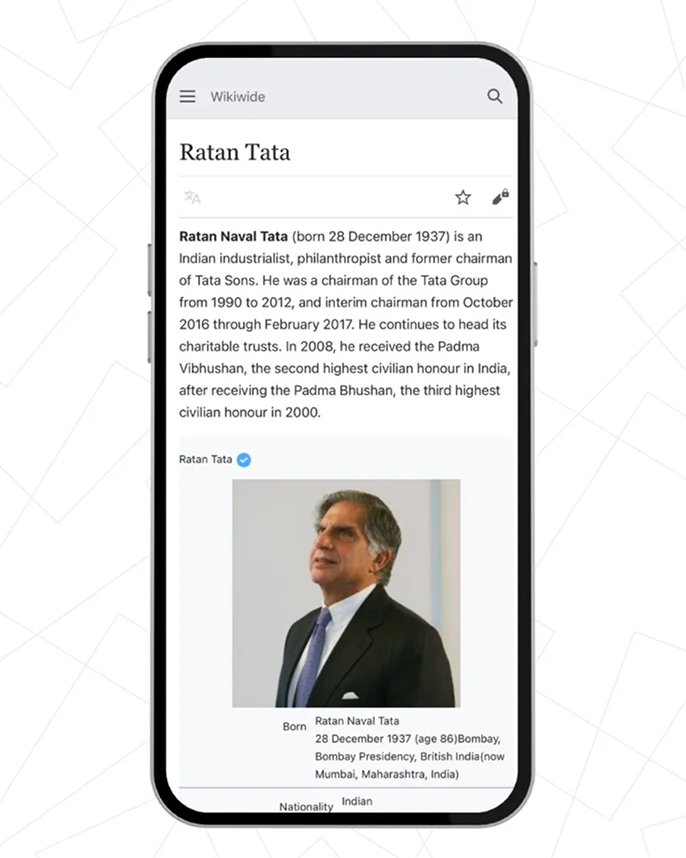 Wikiwide
Ratan Tata
Ratan Naval Tata (born 28 December 1937) is an
Indian industrialist, philanthropist and former chairman
of Tata Sons. He was a chairman of the Tata Group
from 1990 to 2012, and interim chairman from October
2016 through February 2017. He continues to head its
charitable trusts. In 2008, he received the Padma
Vibhushan, the second highest civilian honour in India,
after receiving the Padma Bhushan, the third highest
civilian honour in 2000.
Ratan Tata
Born Ratan Naval Tata
28 December 1937 (age 86)Bombay,
Bombay Presidency, British India(now
Mumbai, Maharashtra, India)
Nationality Indian